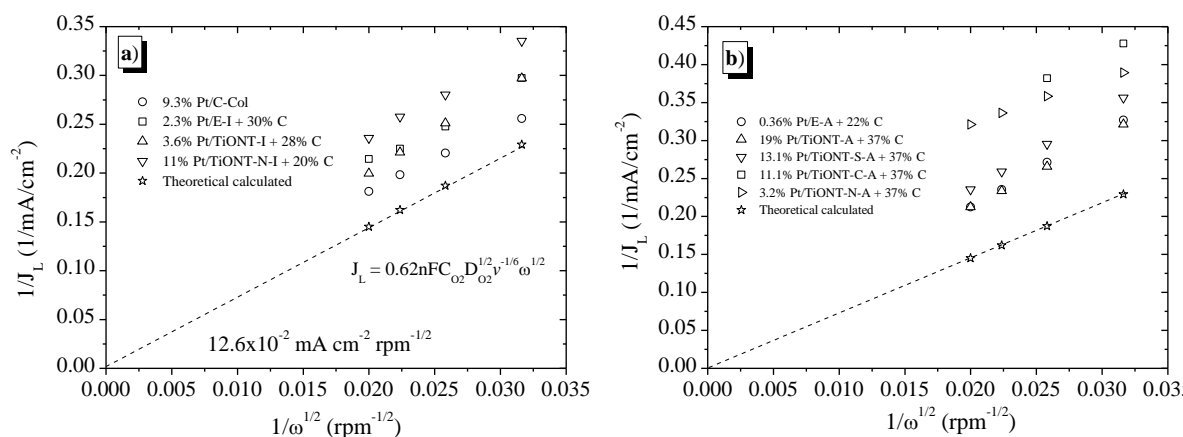 a)
0.35
0.30
0.25
0.20
0.15
0.10
0.05
0.00
1/J_L (1/mA/cm^-2)
9.3% Pt/C-Col
2.3% Pt/E-I + 30% C
3.6% Pt/TiONT-I + 28% C
11% Pt/TiONT-N-I + 20% C
Theoretical calculated
J_L = 0.62nFC_O2 D_O2^1/2 ν^-1/6 ω^1/2
12.6x10^-2 mA cm^-2 rpm^-1/2
0.000 0.005 0.010 0.015 0.020 0.025 0.030 0.035
1/ω^1/2 (rpm^-1/2)
b)
0.45
0.40
0.35
0.30
0.25
0.20
0.15
0.10
0.05
0.00
1/J_L (1/mA/cm^-2)
0.36% Pt/E-A + 22% C
19% Pt/TiONT-A + 37% C
13.1% Pt/TiONT-S-A + 37% C
11.1% Pt/TiONT-C-A + 37% C
3.2% Pt/TiONT-N-A + 37% C
Theoretical calculated
0.000 0.005 0.010 0.015 0.020 0.025 0.030 0.035
1/ω^1/2 (rpm^-1/2)